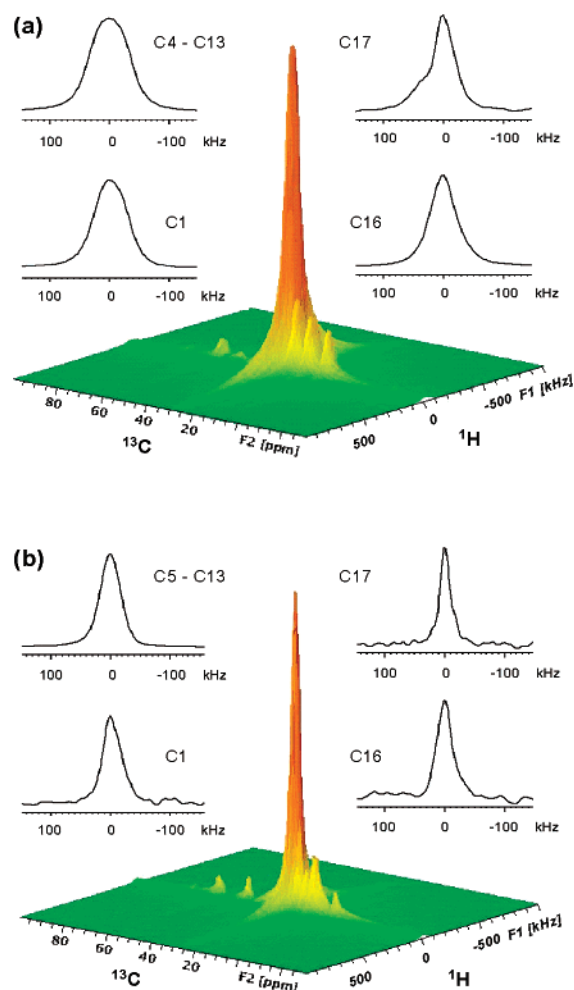 (a)
C4 - C13
C17
100 0 -100 kHz
100 0 -100 kHz
C1
C16
100 0 -100 kHz
100 0 -100 kHz
80 60 40 20 F2 [ppm]
500 0 -500 F1 [kHz]
¹³C
¹H
(b)
C5 - C13
C17
100 0 -100 kHz
100 0 -100 kHz
C1
C16
100 0 -100 kHz
100 0 -100 kHz
80 60 40 20 F2 [ppm]
500 0 -500 F1 [kHz]
¹³C
¹H